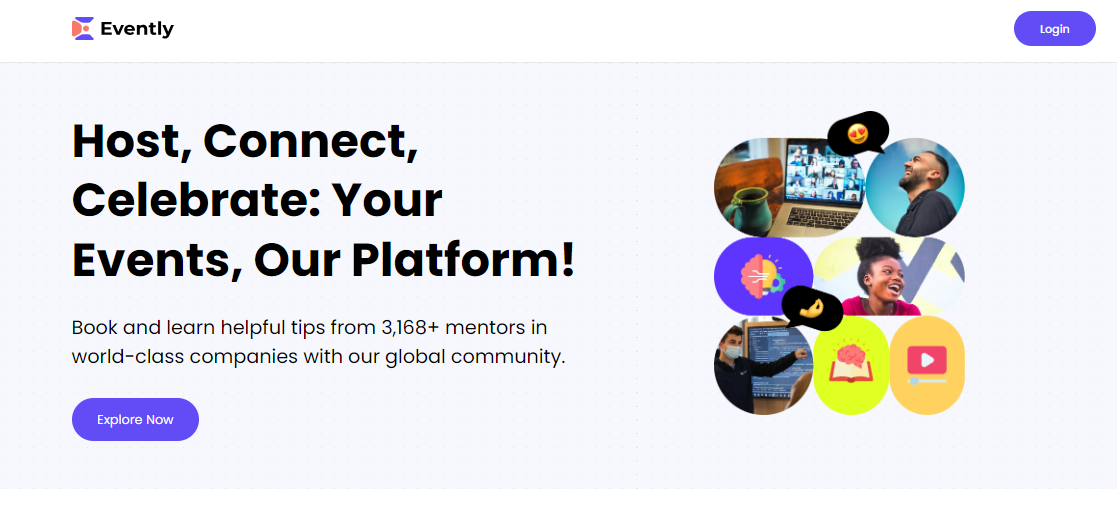 Evently
Login
Host, Connect,
Celebrate: Your
Events, Our Platform!
Book and learn helpful tips from 3,168+ mentors in
world-class companies with our global community.
Explore Now